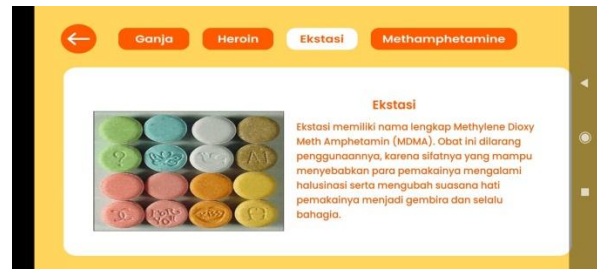 Ganja
Heroin
Ekstasi
Methamphetamine
Ekstasi
Ekstasi memiliki nama lengkap Methylene Dioxy
Meth Amphetamin (MDMA). Obat ini dilarang
penggunaannya, karena sifatnya yang mampu
menyebabkan para pemakainya mengalami
halusinasi serta mengubah suasana hati
pemakainya menjadi gembira dan selalu
bahagia.
?